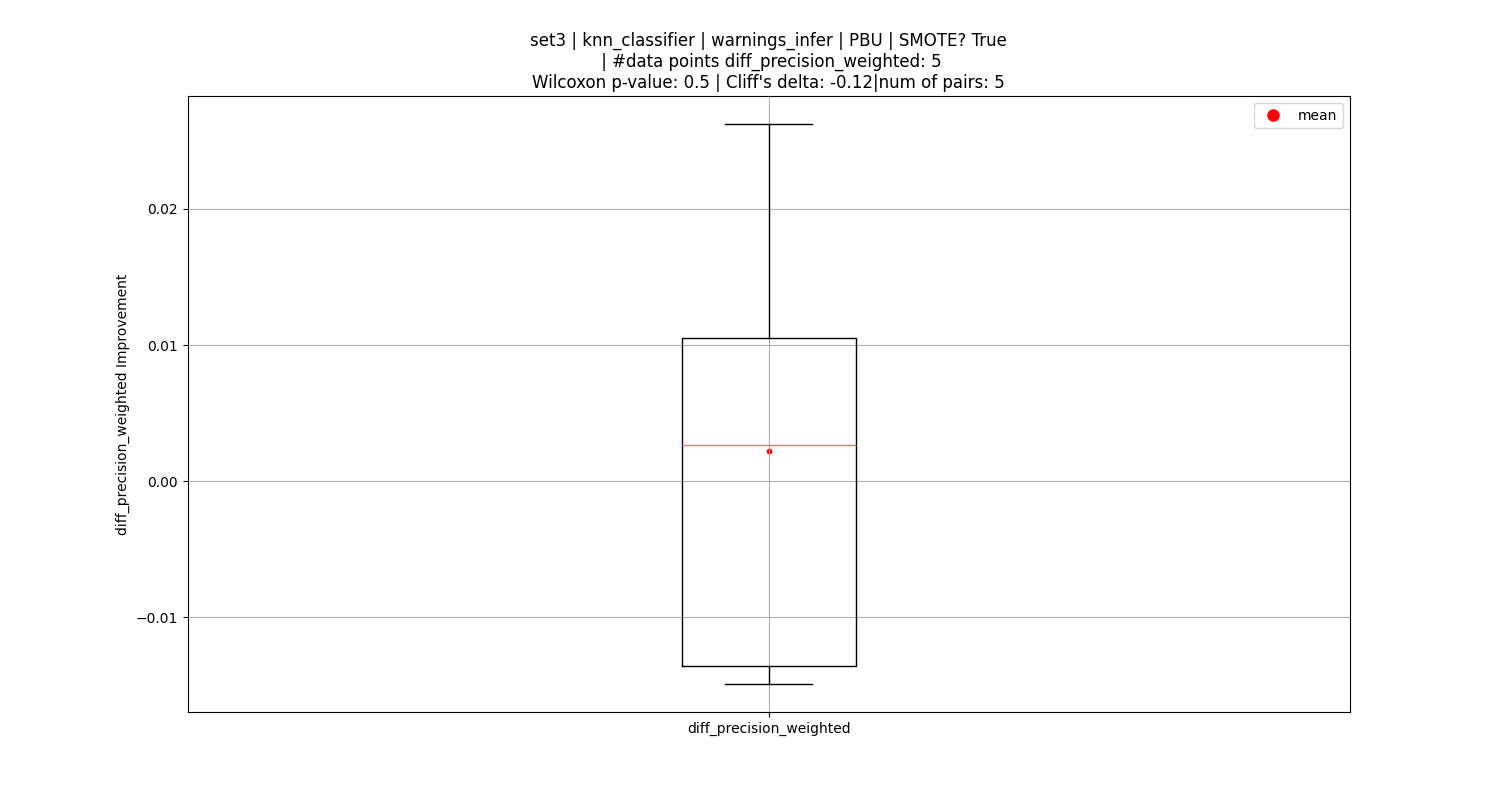 set3 | knn_classifier | warnings_infer | PBU | SMOTE? True
| #data points diff_precision_weighted: 5
Wilcoxon p-value: 0.5 | Cliff's delta: -0.12|num of pairs: 5
mean
0.02
0.01
0.00
−0.01
diff_precision_weighted Improvement
diff_precision_weighted